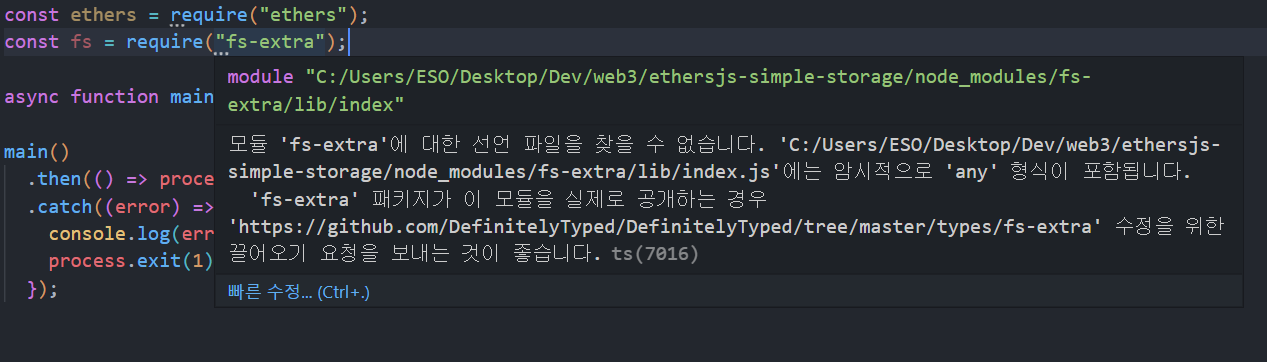 const ethers = require("ethers");
const fs = require("fs-extra");
module "C:/Users/ESO/Desktop/Dev/web3/ethersjs-simple-storage/node_modules/fs-
async function main
extra/lib/index"
모듈 'fs-extra'에 대한 선언 파일을 찾을 수 없습니다. 'C:/Users/ESO/Desktop/Dev/web3/ethersjs-
main()
simple-storage/node_modules/fs-extra/lib/index.js'에는 암시적으로 'any' 형식이 포함됩니다.
.then(() => proce
'fs-extra' 패키지가 이 모듈을 실제로 공개하는 경우
.catch((error) =>
'https://github.com/DefinitelyTyped/DefinitelyTyped/tree/master/types/fs-extra' 수정을 위한
console.log(err
끌어오기 요청을 보내는 것이 좋습니다. ts(7016)
process.exit(1)
});
빠른 수정... (Ctrl+.)